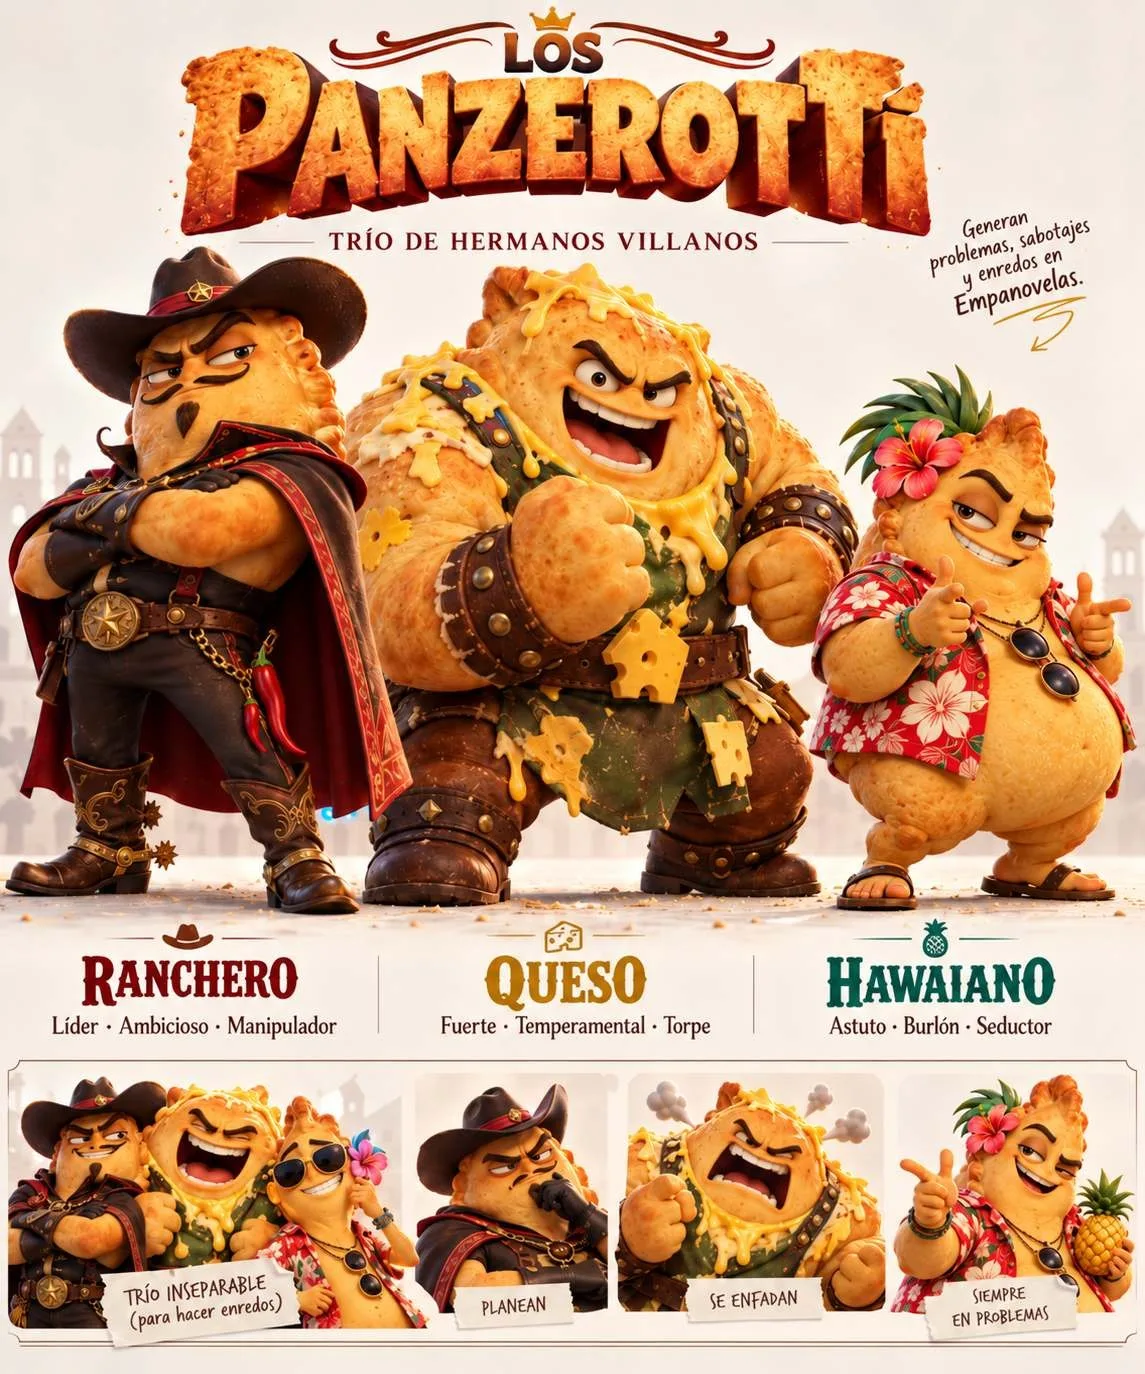 LOS
PANZEROTTi
TRÍO DE HERMANOS VILLANOS
Generan
problemas, sabotajes
y enredos en
Empanovelas.
RANCHERO
Líder · Ambicioso · Manipulador
QUESO
Fuerte · Temperamental · Torpe
HAWAIANO
Astuto · Burlón · Seductor
TRÍO INSEPARABLE
(para hacer enredos)
PLANEAN
SE ENFADAN
SIEMPRE
EN PROBLEMAS